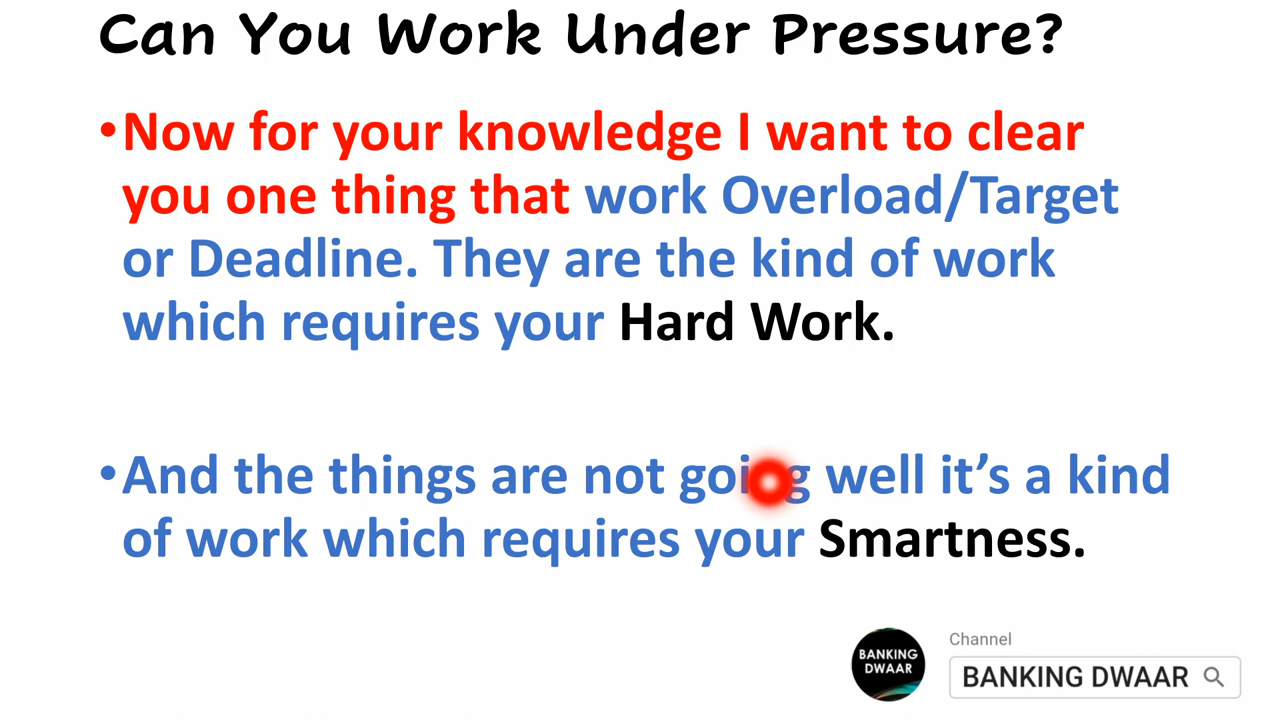 Can You Work Under Pressure?
•Now for your knowledge I want to clear
you one thing that work Overload/Target
or Deadline. They are the kind of work
which requires your Hard Work.
•And the things are not going well it’s a kind
of work which requires your Smartness.
Channel
BANKING
DWAAR
BANKING DWAAR